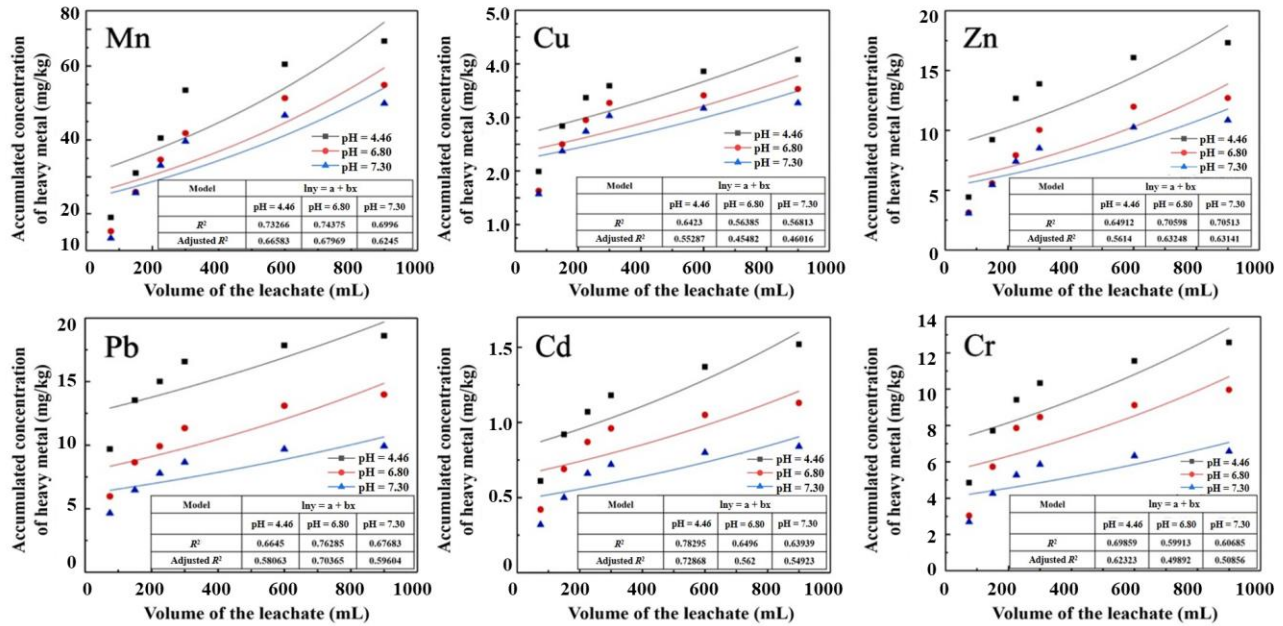 Mn
Accumulated concentration
of heavy metal (mg/kg)
80
60
40
20
10
pH = 4.46
pH = 6.80
pH = 7.30
Model lny = a + bx
pH = 4.46 pH = 6.80 pH = 7.30
R² 0.73266 0.74375 0.6996
Adjusted R² 0.66583 0.67969 0.6245
0 200 400 600 800 1000
Volume of the leachate (mL)
Cu
Accumulated concentration
of heavy metal (mg/kg)
5.0
4.0
3.0
2.0
1.0
pH = 4.46
pH = 6.80
pH = 7.30
Model lny = a + bx
pH = 4.46 pH = 6.80 pH = 7.30
R² 0.6423 0.56385 0.56813
Adjusted R² 0.55287 0.45482 0.46016
0 200 400 600 800 1000
Volume of the leachate (mL)
Zn
Accumulated concentration
of heavy metal (mg/kg)
20
15
10
5
0
pH = 4.46
pH = 6.80
pH = 7.30
Model lny = a + bx
pH = 4.46 pH = 6.80 pH = 7.30
R² 0.64912 0.70598 0.70513
Adjusted R² 0.5614 0.63248 0.63141
0 200 400 600 800 1000
Volume of the leachate (mL)
Pb
Accumulated concentration
of heavy metal (mg/kg)
20
15
10
5
0
pH = 4.46
pH = 6.80
pH = 7.30
Model lny = a + bx
pH = 4.46 pH = 6.80 pH = 7.30
R² 0.6645 0.76285 0.67683
Adjusted R² 0.58063 0.70365 0.59604
0 200 400 600 800 1000
Volume of the leachate (mL)
Cd
Accumulated concentration
of heavy metal (mg/kg)
1.5
1.0
0.5
0
pH = 4.46
pH = 6.80
pH = 7.30
Model lny = a + bx
pH = 4.46 pH = 6.80 pH = 7.30
R² 0.78295 0.6496 0.63939
Adjusted R² 0.72868 0.562 0.54923
0 200 400 600 800 1000
Volume of the leachate (mL)
Cr
Accumulated concentration
of heavy metal (mg/kg)
14
12
10
8
6
4
2
0
pH = 4.46
pH = 6.80
pH = 7.30
Model lny = a + bx
pH = 4.46 pH = 6.80 pH = 7.30
R² 0.69859 0.59913 0.60685
Adjusted R² 0.62323 0.49892 0.50856
0 200 400 600 800 1000
Volume of the leachate (mL)